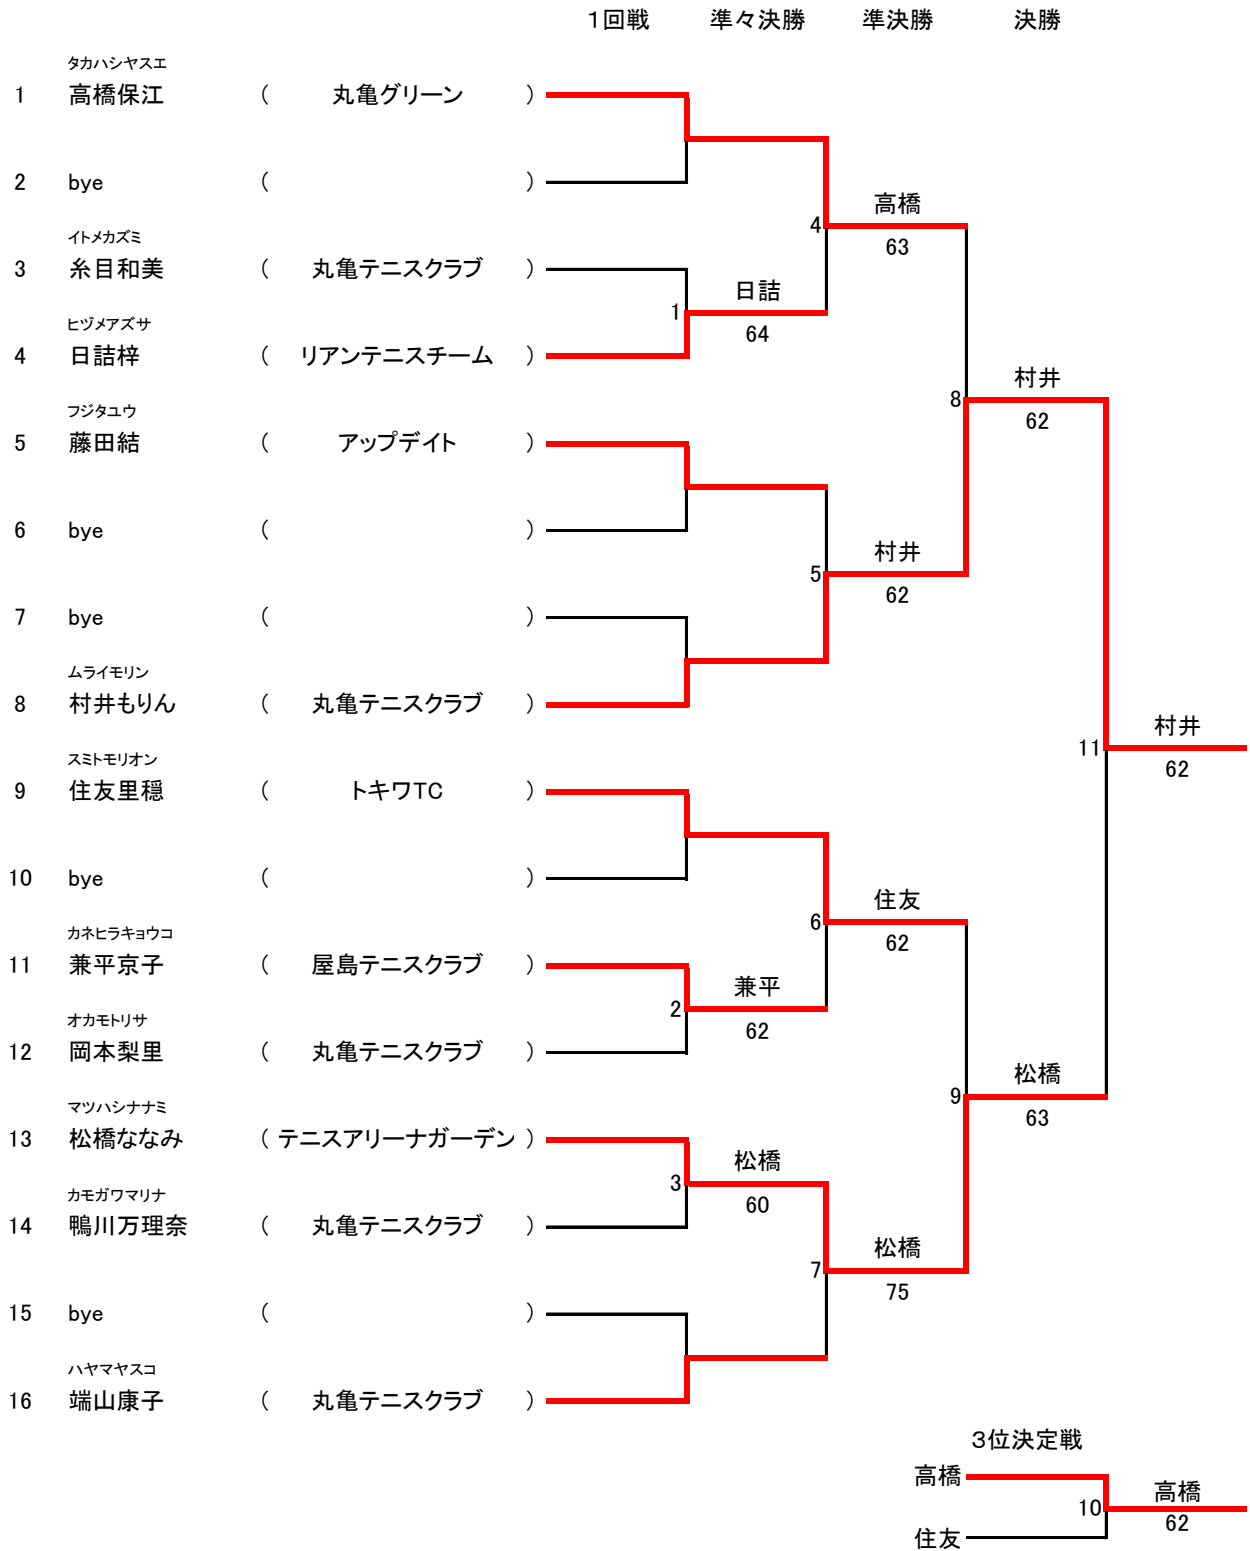 1回戦 準々決勝 準決勝 決勝
タカハシヤスエ
1 高橋保江 ( 丸亀グリーン )
2 bye ( )
4 高橋
63
イトメカズミ
3 糸目和美 ( 丸亀テニスクラブ )
1 日詰
64
ヒヅメアズサ
4 日詰梓 ( リアンテニスチーム )
8 村井
62
フジタユウ
5 藤田結 ( アップデイト )
6 bye ( )
5 村井
62
7 bye ( )
ムライモリン
8 村井もりん ( 丸亀テニスクラブ )
11 村井
62
スミトモリオン
9 住友里穏 ( トキワTC )
10 bye ( )
6 住友
62
カネヒラキョウコ
11 兼平京子 ( 屋島テニスクラブ )
2 兼平
62
オカモトリサ
12 岡本梨里 ( 丸亀テニスクラブ )
9 松橋
63
マツハシナナミ
13 松橋ななみ ( テニスアリーナガーデン )
3 松橋
60
カモガワマリナ
14 鴨川万理奈 ( 丸亀テニスクラブ )
7 松橋
75
15 bye ( )
ハヤマヤスコ
16 端山康子 ( 丸亀テニスクラブ )
3位決定戦
高橋
10 高橋
62
住友